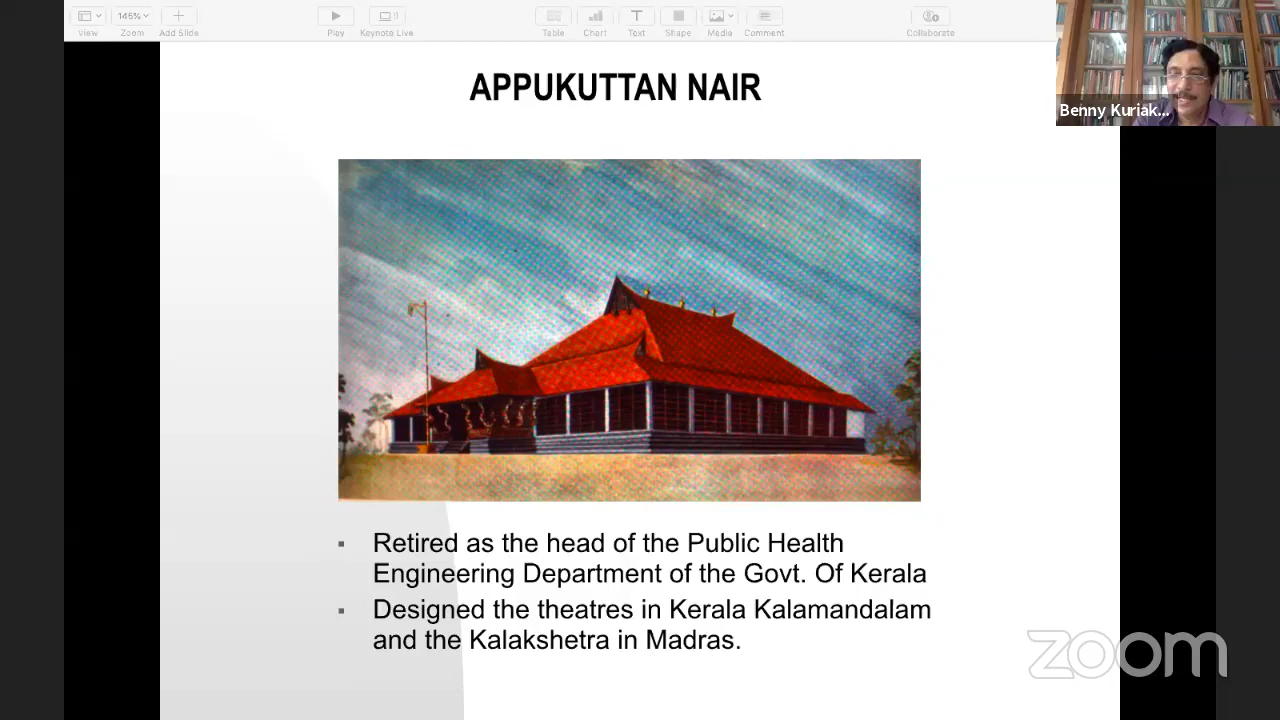 145%
View
Zoom
Add Slide
Play
Keynote Live
Table
Chart
Text
Shape
Media
Comment
Collaborate
Benny Kuriak...
APPUKUTTAN NAIR
▪ Retired as the head of the Public Health
Engineering Department of the Govt. Of Kerala
▪ Designed the theatres in Kerala Kalamandalam
and the Kalakshetra in Madras.
zoom